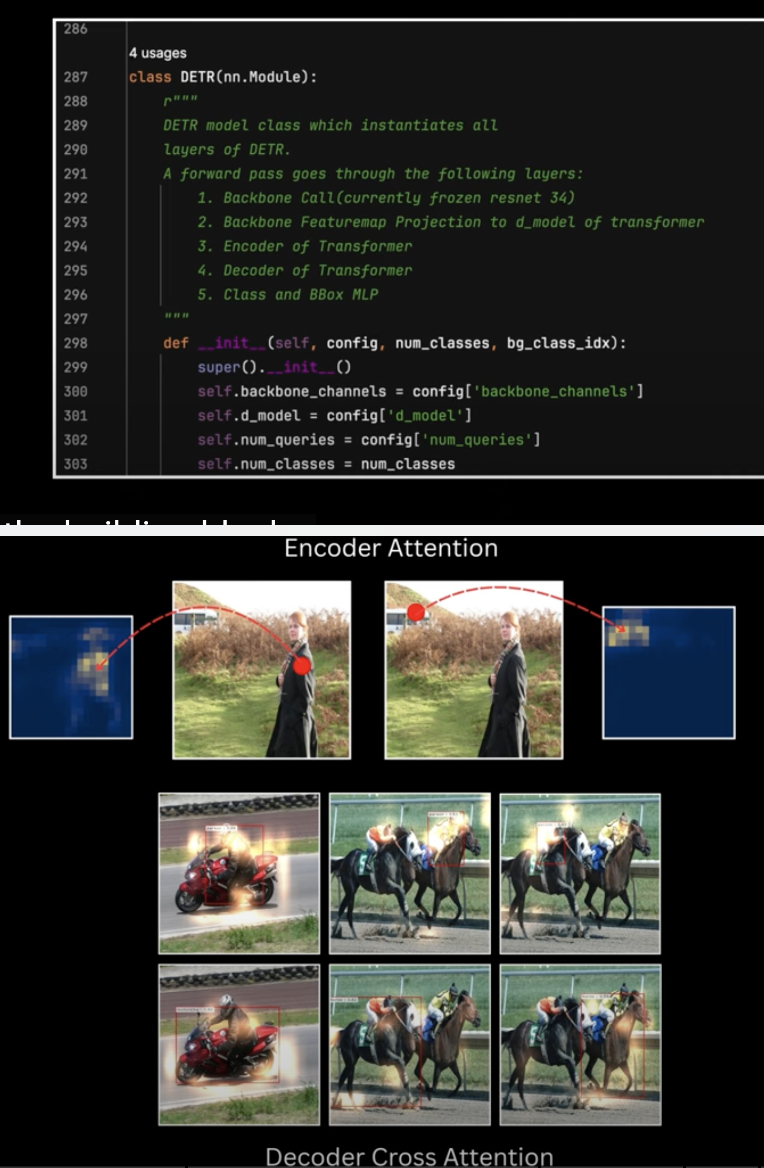 286
4 usages
287 class DETR(nn.Module):
288 r"""
289 DETR model class which instantiates all
290 layers of DETR.
291 A forward pass goes through the following layers:
292 1. Backbone Call(currently frozen resnet 34)
293 2. Backbone Featuremap Projection to d_model of transformer
294 3. Encoder of Transformer
295 4. Decoder of Transformer
296 5. Class and BBox MLP
297 """
298 def __init__(self, config, num_classes, bg_class_idx):
299 super().__init__()
300 self.backbone_channels = config['backbone_channels']
301 self.d_model = config['d_model']
302 self.num_queries = config['num_queries']
303 self.num_classes = num_classes
Encoder Attention
Decoder Cross Attention